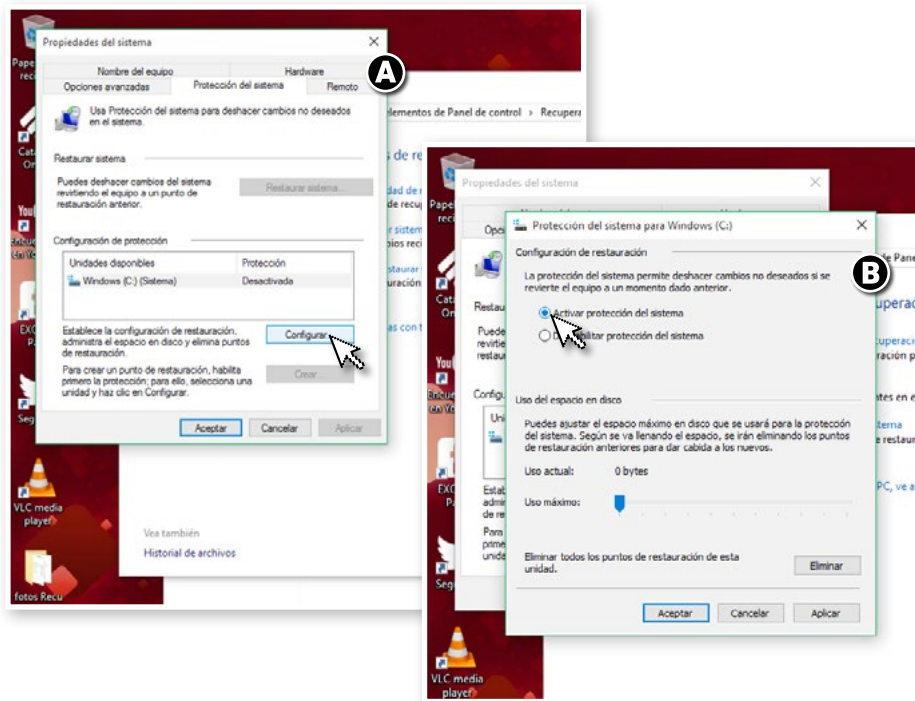 Propiedades del sistema
A
Nombre del equipo
Hardware
Opciones avanzadas
Protección del sistema
Remoto
Usa Protección del sistema para deshacer cambios no deseados
en el sistema.
Restaurar sistema
Puedes deshacer cambios del sistema
revirtiendo el equipo a un punto de
restauración anterior.
Restaurar sistema...
Configuración de protección
Unidades disponibles
Protección
Windows (C:) (Sistema)
Desactivada
Establece la configuración de restauración,
administra el espacio en disco y elimina puntos
de restauración.
Configurar
Para crear un punto de restauración, habilita
primero la protección; para ello, selecciona una
unidad y haz clic en Configurar.
Crear...
Aceptar
Cancelar
Aplicar
de Panel de control
VLC media
player
fotos Recu
Vea también
Historial de archivos
Propiedades del sistema
B
Protección del sistema para Windows (C:)
Configuración de restauración
La protección del sistema permite deshacer cambios no deseados si se
revierte el equipo a un momento dado anterior.
Activar protección del sistema
protección del sistema
Uso del espacio en disco
Puedes ajustar el espacio máximo en disco que se usará para la protección
del sistema. Según se va llenando el espacio, se irán eliminando los puntos
de restauración anteriores para dar cabida a los nuevos.
Uso actual:
0 bytes
Uso máximo:
Eliminar todos los puntos de restauración de esta
unidad.
Eliminar
Aceptar
Cancelar
Aplicar
VLC media
player